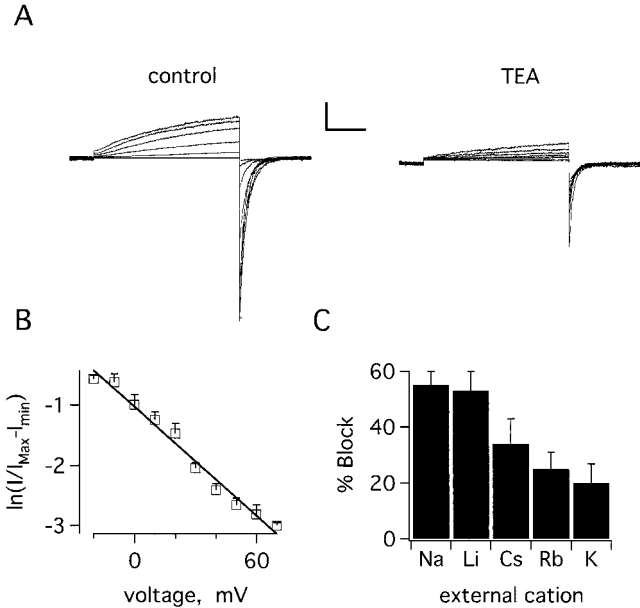 A
control
TEA
B
ln(I/I_Max-I_min)
-1
-2
-3
0
60
voltage, mV
C
% Block
60
40
20
0
Na
Li
Cs
Rb
K
external cation